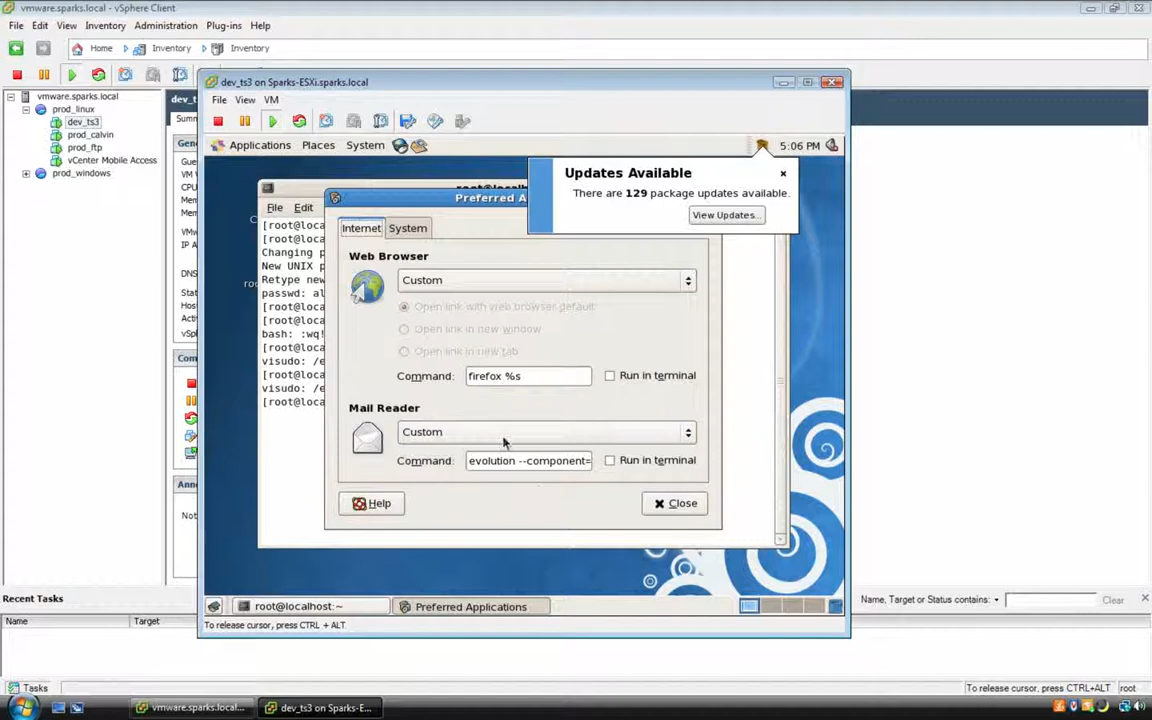 vmware.sparks.local - vSphere Client
File Edit View Inventory Administration Plug-ins Help
Home Inventory Inventory
vmware.sparks.local
prod_linux
dev_ts3
prod_calvin
prod_ftp
vCenter Mobile Access
prod_windows
dev_ts3 on Sparks-ESXi.sparks.local
File View VM
Applications Places System 5:06 PM
Updates Available
There are 129 package updates available.
View Updates...
File Edit
[root@loca
[root@loca
Changing p
New UNIX p
Retype new
passwd: al
[root@loca
[root@loca
bash: :wq!
[root@loca
visudo: /e
[root@loca
visudo: /e
[root@loca
Preferred A
Internet System
Web Browser
Custom
Open link with web browser default
Open link in new window
Open link in new tab
Command: firefox %s Run in terminal
Mail Reader
Custom
Command: evolution --component= Run in terminal
Help Close
root@localhost:~ Preferred Applications
To release cursor, press CTRL + ALT
Recent Tasks
Name, Target or Status contains: Clear
Name Target
Tasks
To release cursor, press CTRL+ALT root
vmware.sparks.local... dev_ts3 on Sparks-E...